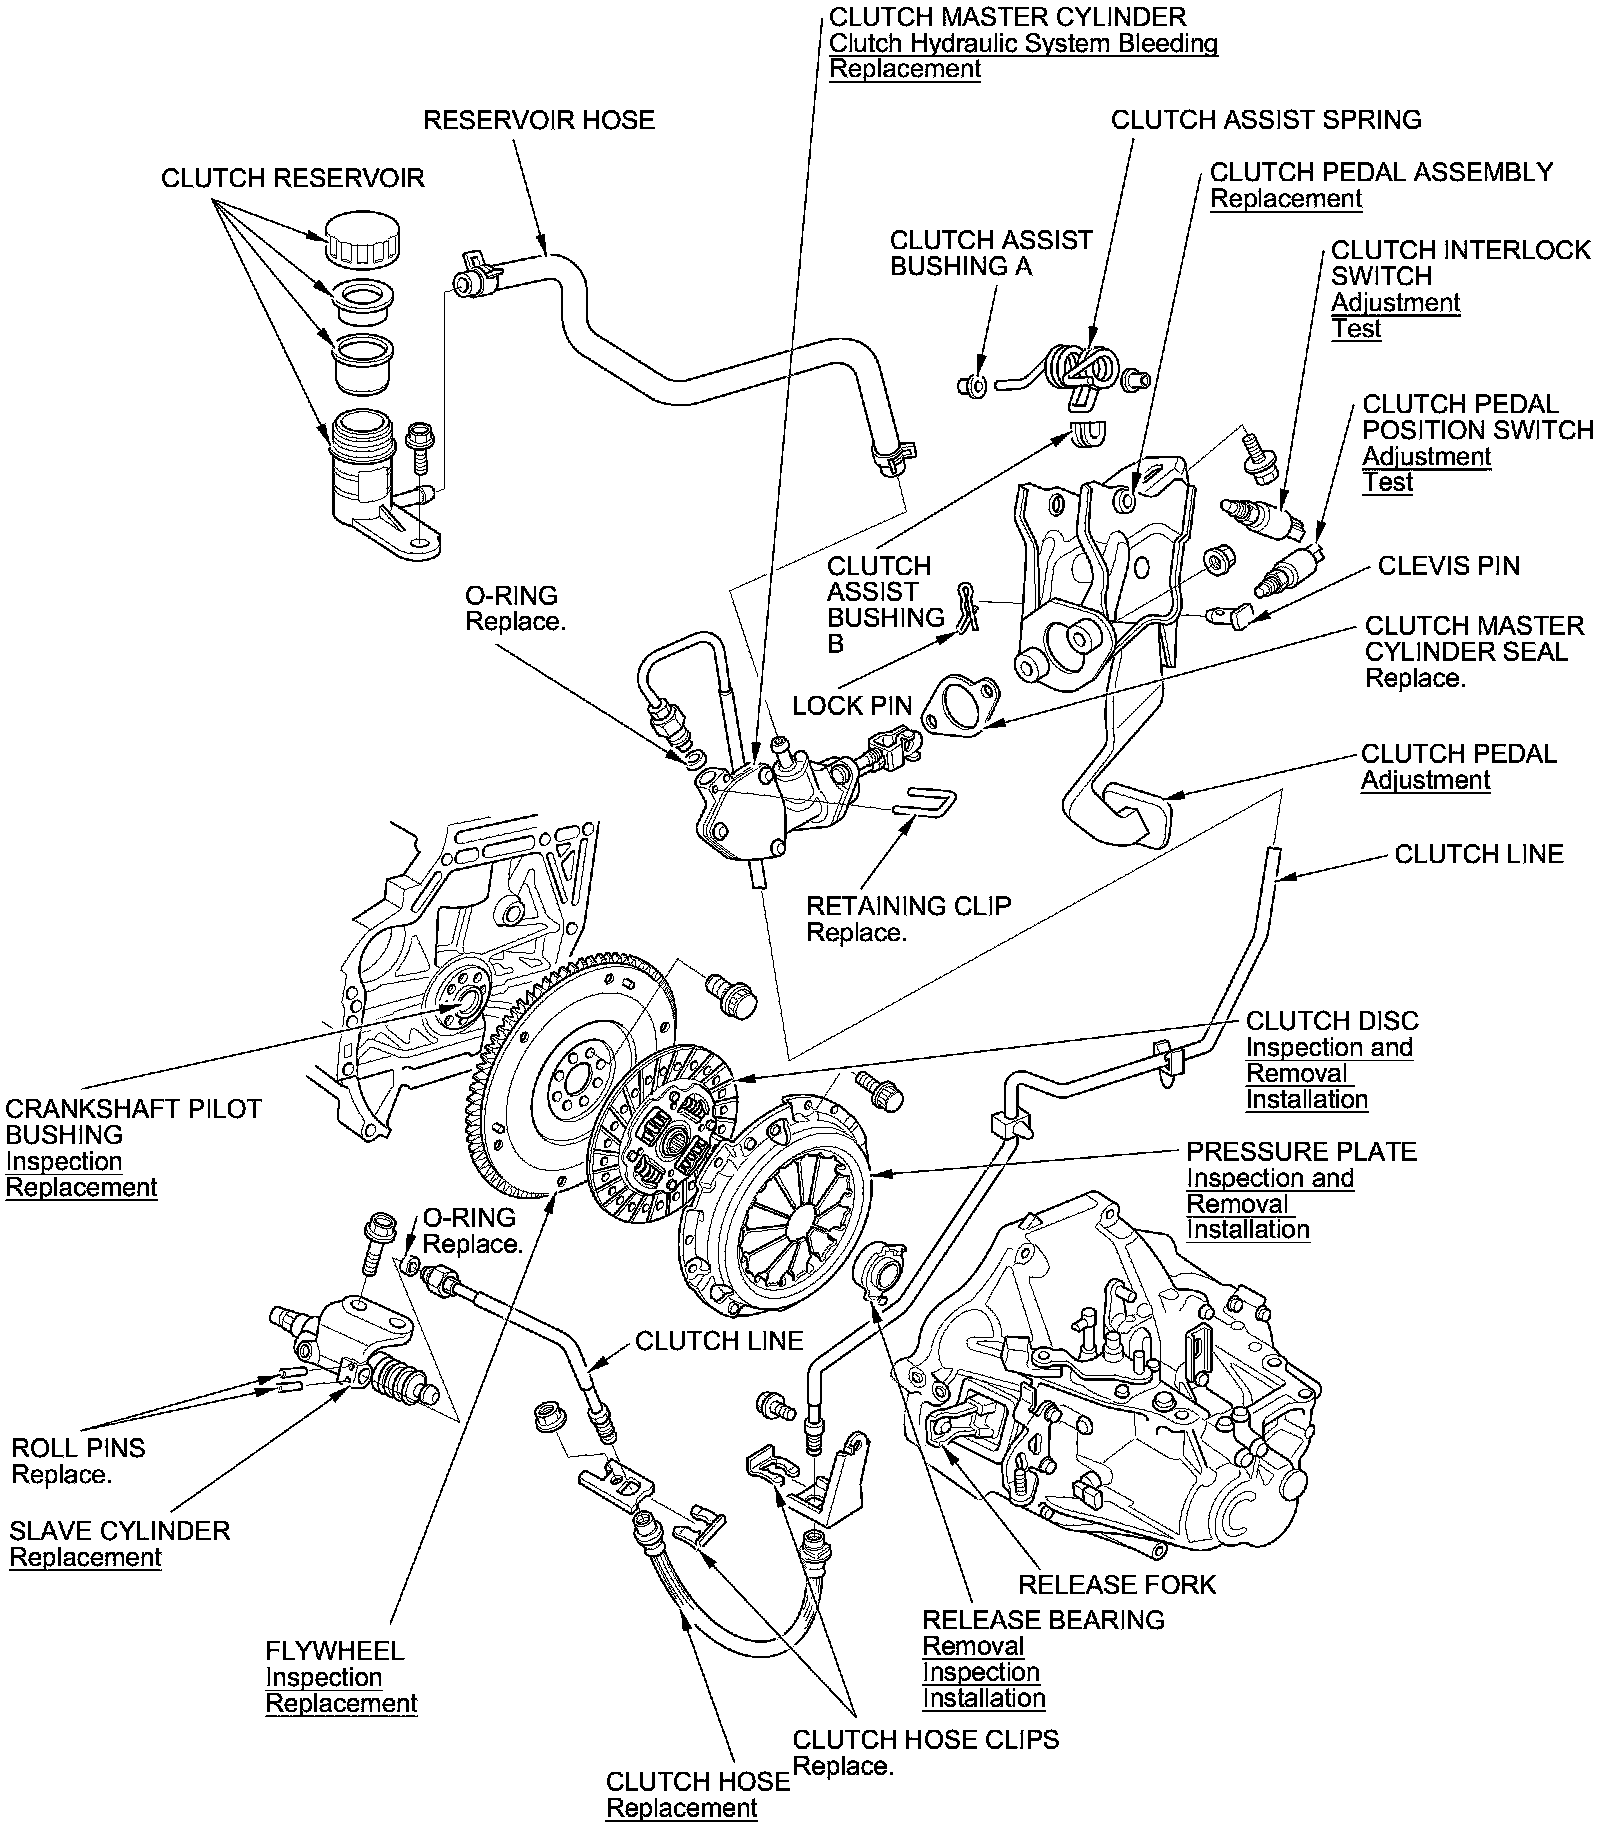 CLUTCH MASTER CYLINDER
Clutch Hydraulic System Bleeding
Replacement
RESERVOIR HOSE
CLUTCH ASSIST SPRING
CLUTCH RESERVOIR
CLUTCH PEDAL ASSEMBLY
Replacement
CLUTCH ASSIST
BUSHING A
CLUTCH INTERLOCK
SWITCH
Adjustment
Test
CLUTCH PEDAL
POSITION SWITCH
Adjustment
Test
CLUTCH
ASSIST
BUSHING
B
CLEVIS PIN
O-RING
Replace.
CLUTCH MASTER
CYLINDER SEAL
Replace.
LOCK PIN
CLUTCH PEDAL
Adjustment
CLUTCH LINE
RETAINING CLIP
Replace.
CLUTCH DISC
Inspection and
Removal
Installation
CRANKSHAFT PILOT
BUSHING
Inspection
Replacement
PRESSURE PLATE
Inspection and
Removal
Installation
O-RING
Replace.
CLUTCH LINE
ROLL PINS
Replace.
SLAVE CYLINDER
Replacement
RELEASE FORK
RELEASE BEARING
Removal
Inspection
Installation
FLYWHEEL
Inspection
Replacement
CLUTCH HOSE CLIPS
Replace.
CLUTCH HOSE
Replacement